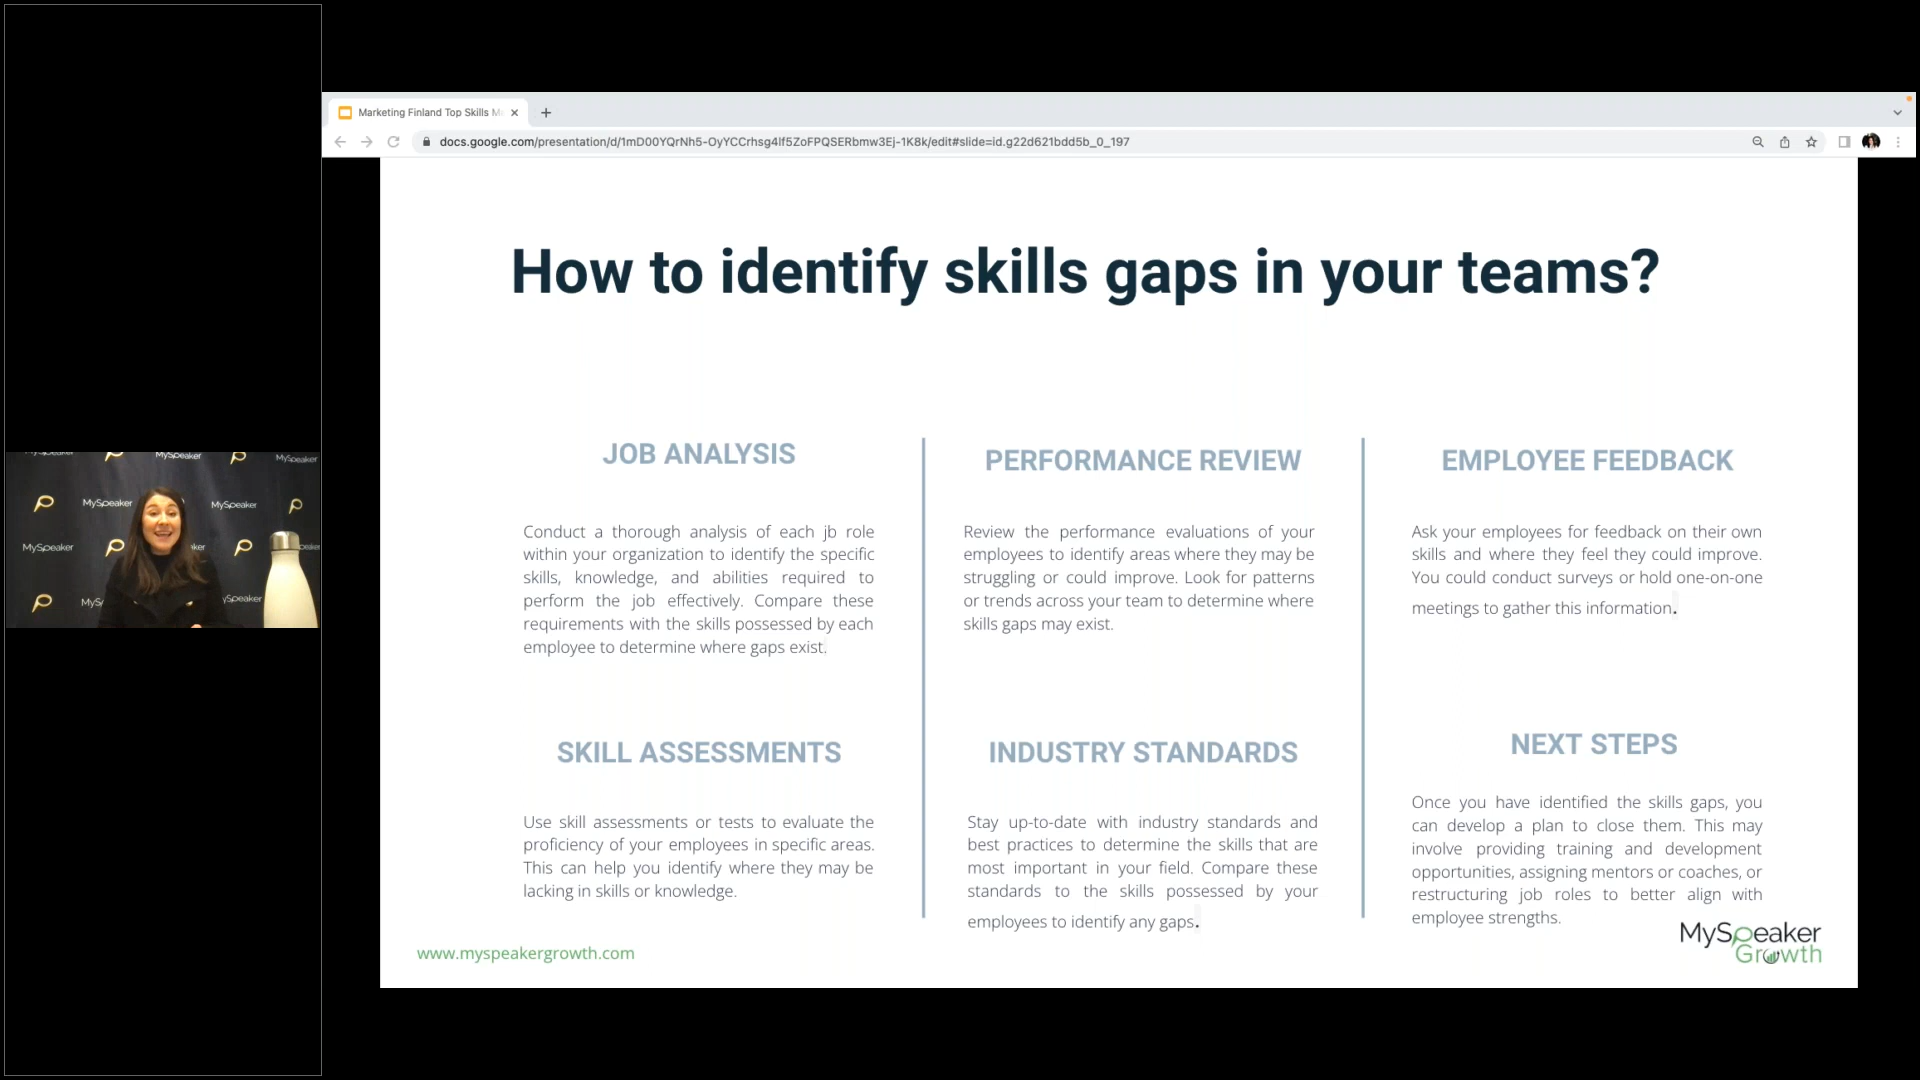 Marketing Finland Top Skills M
docs.google.com/presentation/d/1mD00YQrNh5-OyYCCrhsg4lf5ZoFPQSERbmw3Ej-1K8k/edit#slide=id.g22d621bdd5b_0_197
How to identify skills gaps in your teams?
JOB ANALYSIS
Conduct a thorough analysis of each jb role
within your organization to identify the specific
skills, knowledge, and abilities required to
perform the job effectively. Compare these
requirements with the skills possessed by each
employee to determine where gaps exist.
PERFORMANCE REVIEW
Review the performance evaluations of your
employees to identify areas where they may be
struggling or could improve. Look for patterns
or trends across your team to determine where
skills gaps may exist.
EMPLOYEE FEEDBACK
Ask your employees for feedback on their own
skills and where they feel they could improve.
You could conduct surveys or hold one-on-one
meetings to gather this information.
SKILL ASSESSMENTS
Use skill assessments or tests to evaluate the
proficiency of your employees in specific areas.
This can help you identify where they may be
lacking in skills or knowledge.
INDUSTRY STANDARDS
Stay up-to-date with industry standards and
best practices to determine the skills that are
most important in your field. Compare these
standards to the skills possessed by your
employees to identify any gaps.
NEXT STEPS
Once you have identified the skills gaps, you
can develop a plan to close them. This may
involve providing training and development
opportunities, assigning mentors or coaches, or
restructuring job roles to better align with
employee strengths.
www.myspeakergrowth.com
MySpeaker
Growth
MySpeaker MySpeaker
MySpeaker MySpeaker
MySpeaker